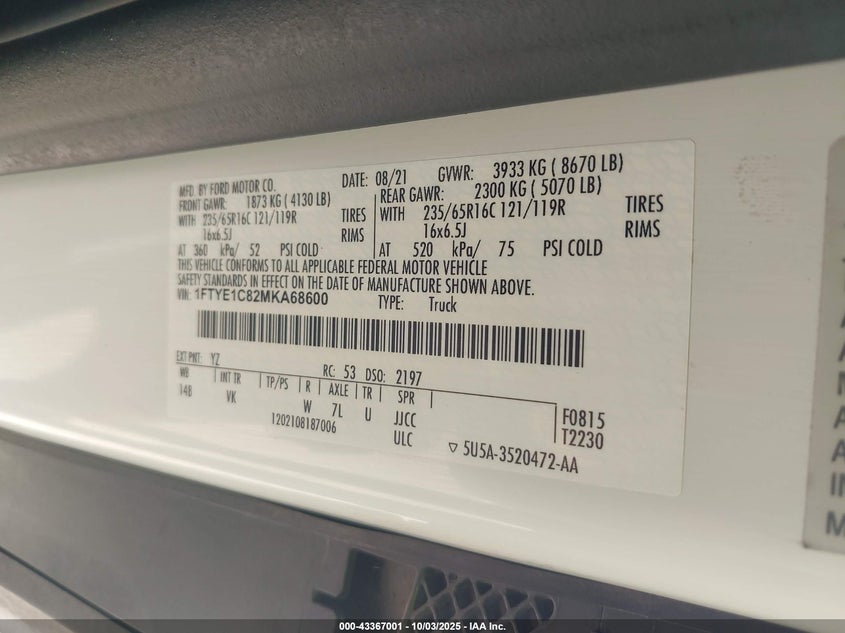 MFD. BY FORD MOTOR CO.
DATE: 08/21 GVWR: 3933 KG ( 8670 LB)
FRONT GAWR: 1873 KG ( 4130 LB)
REAR GAWR: 2300 KG ( 5070 LB)
WITH 235/65R16C 121/119R TIRES
WITH 235/65R16C 121/119R TIRES
16x6.5J RIMS
16x6.5J RIMS
AT 360 kPa/ 52 PSI COLD
AT 520 kPa/ 75 PSI COLD
THIS VEHICLE CONFORMS TO ALL APPLICABLE FEDERAL MOTOR VEHICLE
SAFETY STANDARDS IN EFFECT ON THE DATE OF MANUFACTURE SHOWN ABOVE.
VIN: 1FTYE1C82MKA68600
TYPE: Truck
EXT PNT: YZ RC: 53 DSO: 2197
WB INT TR TP/PS R AXLE TR SPR
148 VK W 7L U JJCC
1202108187006 ULC
F0815
T2230
▽ 5U5A-3520472-AA
A
A
N
A
A
IN
M
000-43367001 - 10/03/2025 - IAA Inc.